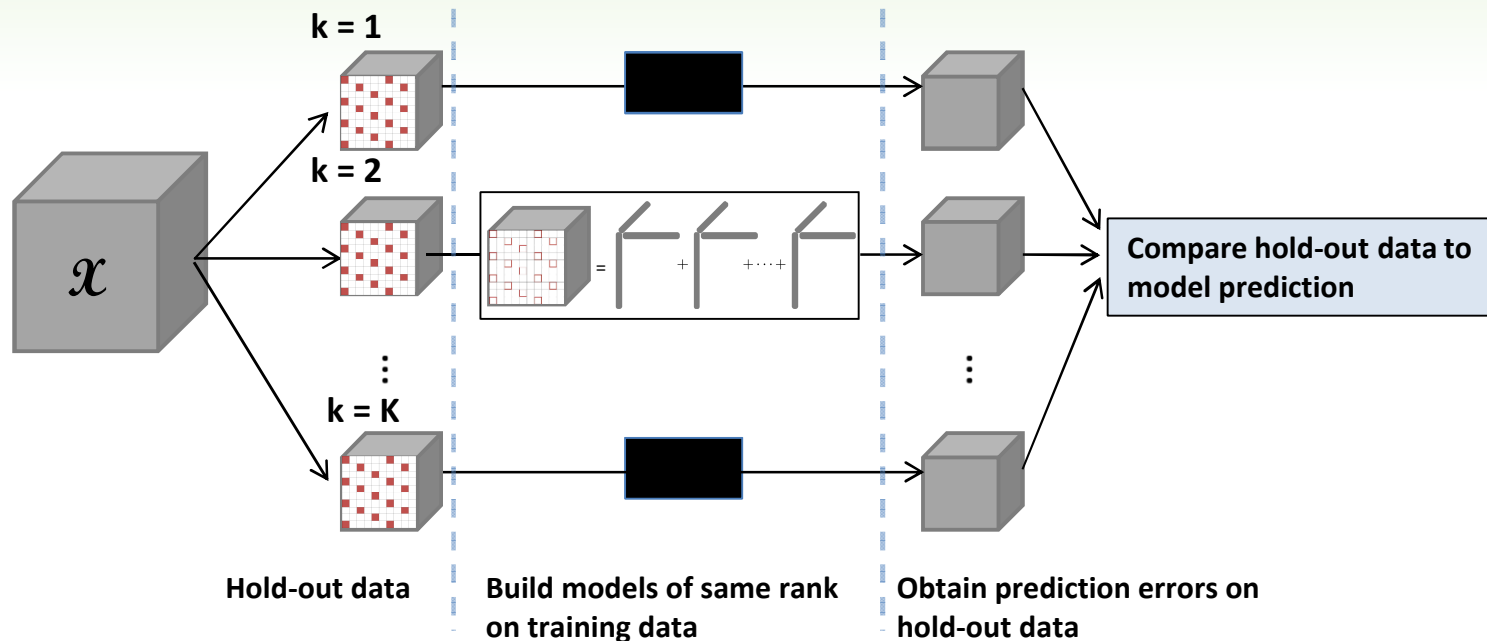 k = 1
k = 2
𝒳
= + +⋯+
⋮
⋮
k = K
Compare hold-out data to
model prediction
Hold-out data
Build models of same rank
on training data
Obtain prediction errors on
hold-out data